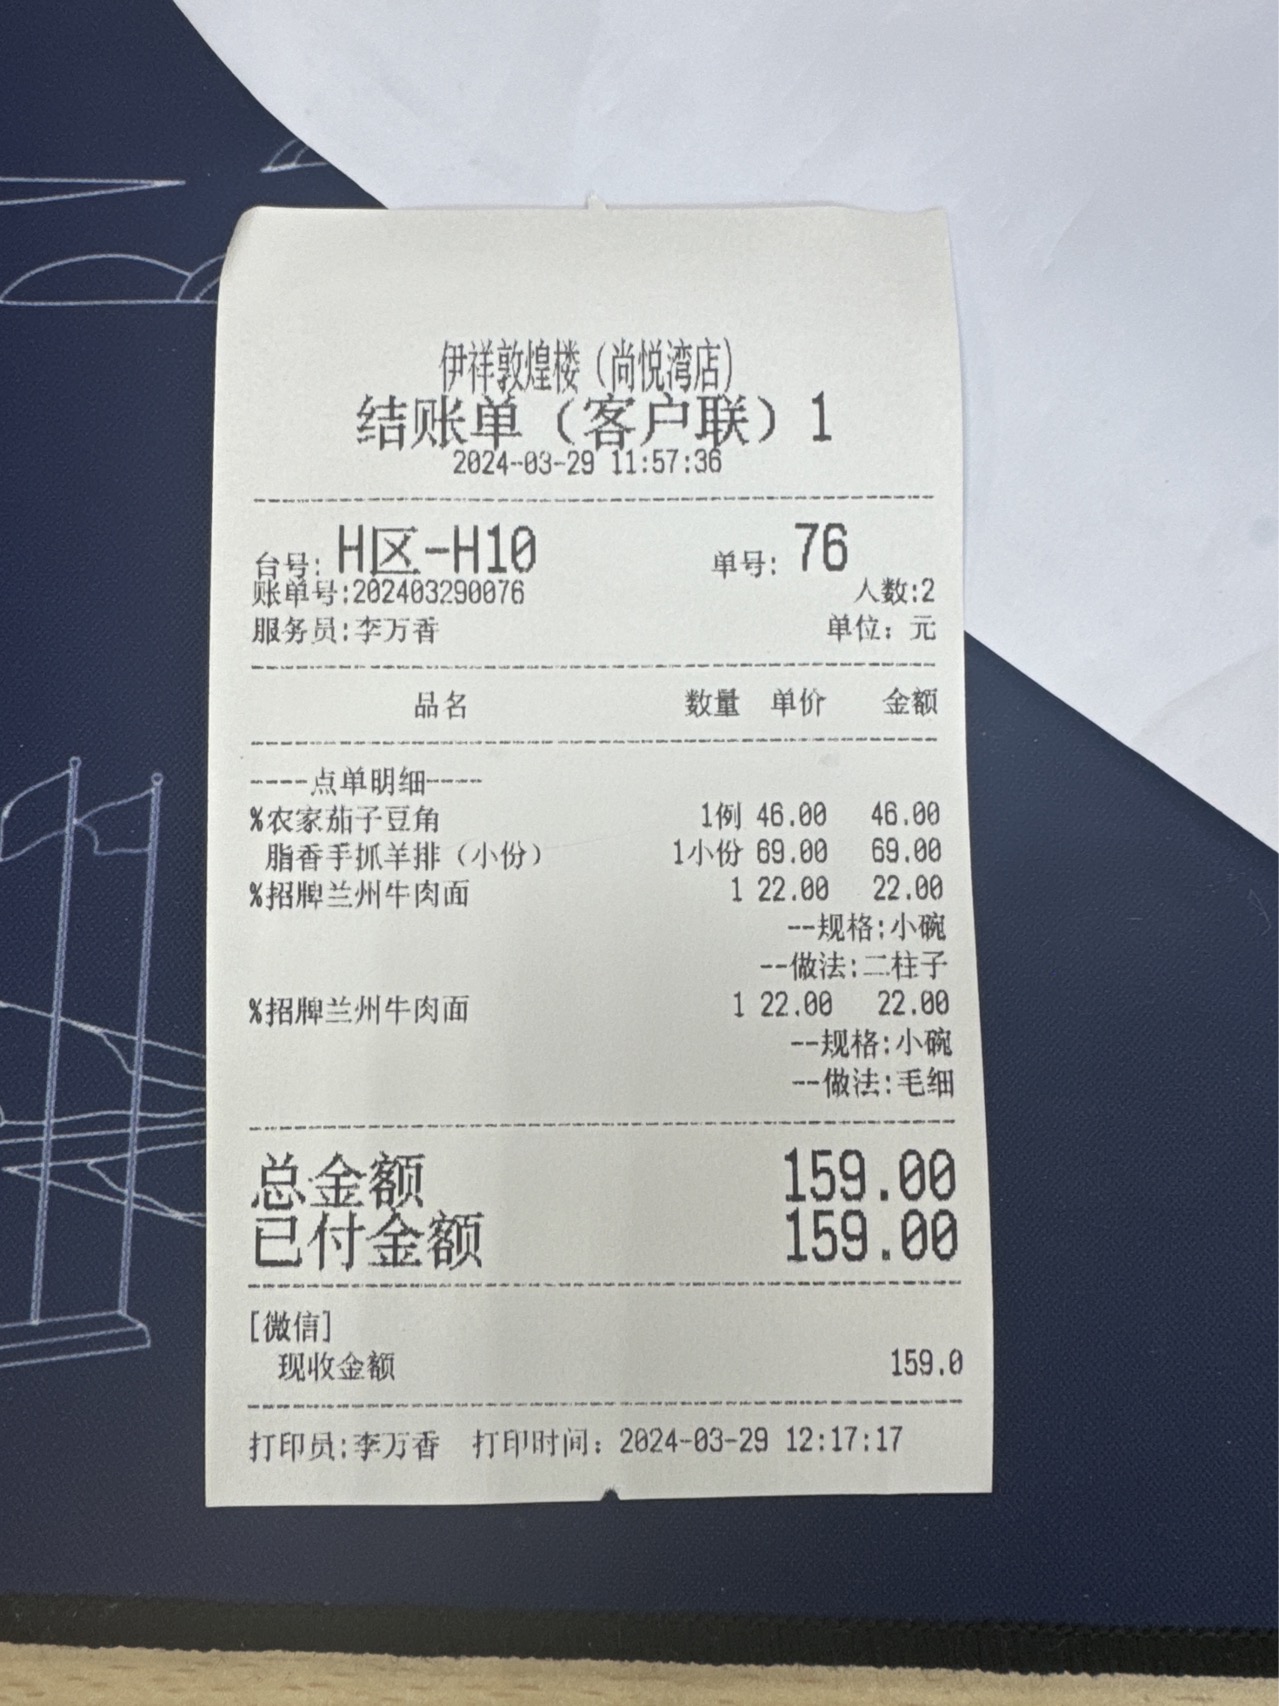 伊祥敦煌楼（尚悦湾店）
结账单（客户联）1
2024-03-29 11:57:36
台号: H区-H10 单号: 76
账单号:202403290076 人数:2
服务员:李万香 单位：元
品名 数量 单价 金额
----点单明细----
%农家茄子豆角 1例 46.00 46.00
脂香手抓羊排（小份） 1小份 69.00 69.00
%招牌兰州牛肉面 1 22.00 22.00
--规格:小碗
--做法:二柱子
%招牌兰州牛肉面 1 22.00 22.00
--规格:小碗
--做法:毛细
总金额 159.00
已付金额 159.00
[微信]
现收金额 159.0
打印员:李万香 打印时间：2024-03-29 12:17:17